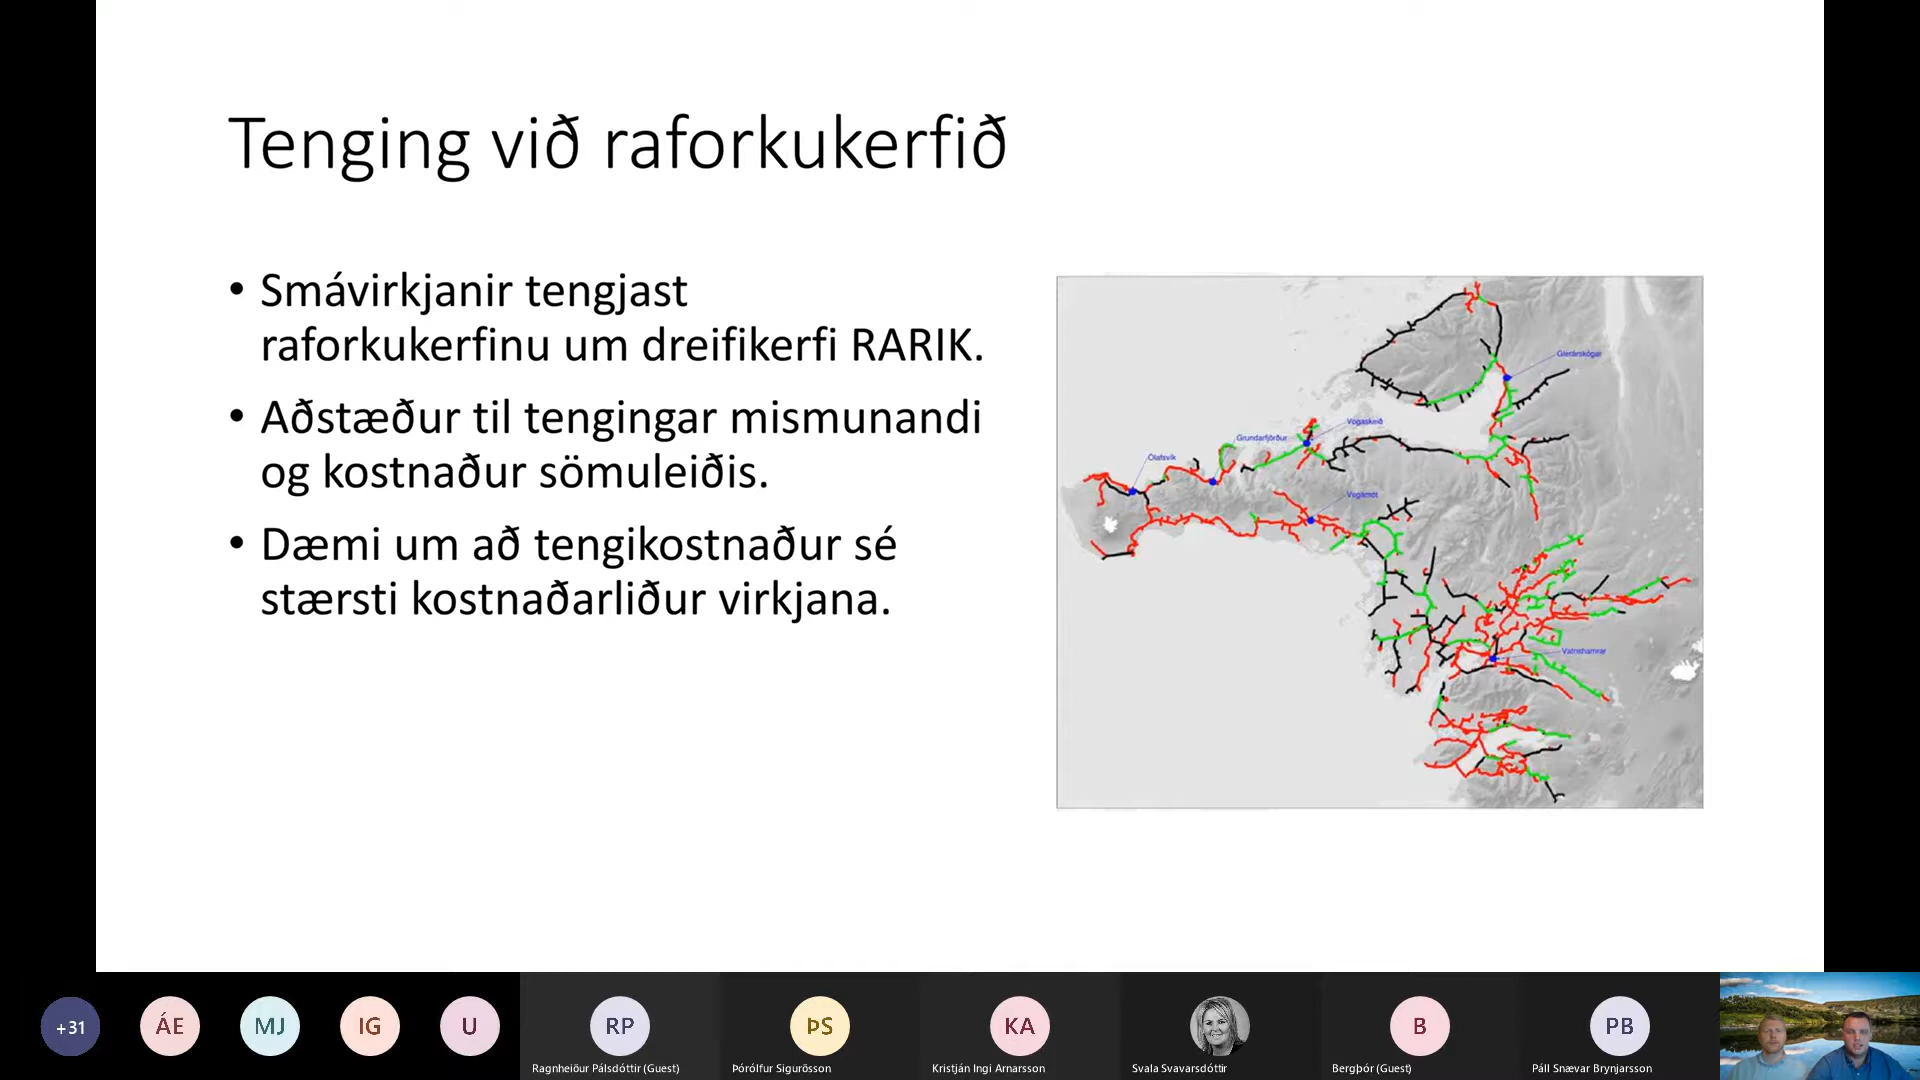 Tenging við raforkukerfið
• Smávirkjanir tengjast
raforkukerfinu um dreifikerfi RARIK.
• Aðstæður til tengingar mismunandi
og kostnaður sömuleiðis.
• Dæmi um að tengikostnaður sé
stærsti kostnaðarliður virkjana.
Glerárskógar
Vogaskeið
Grundarfjörður
Ólafsvík
Vegamót
Vatnshamrar
+31
ÁE
MJ
IG
U
RP
ÞS
KA
B
PB
Ragnheiður Pálsdóttir (Guest)
Þórólfur Sigurðsson
Kristján Ingi Arnarsson
Svala Svavarsdóttir
Bergþór (Guest)
Páll Snævar Brynjarsson